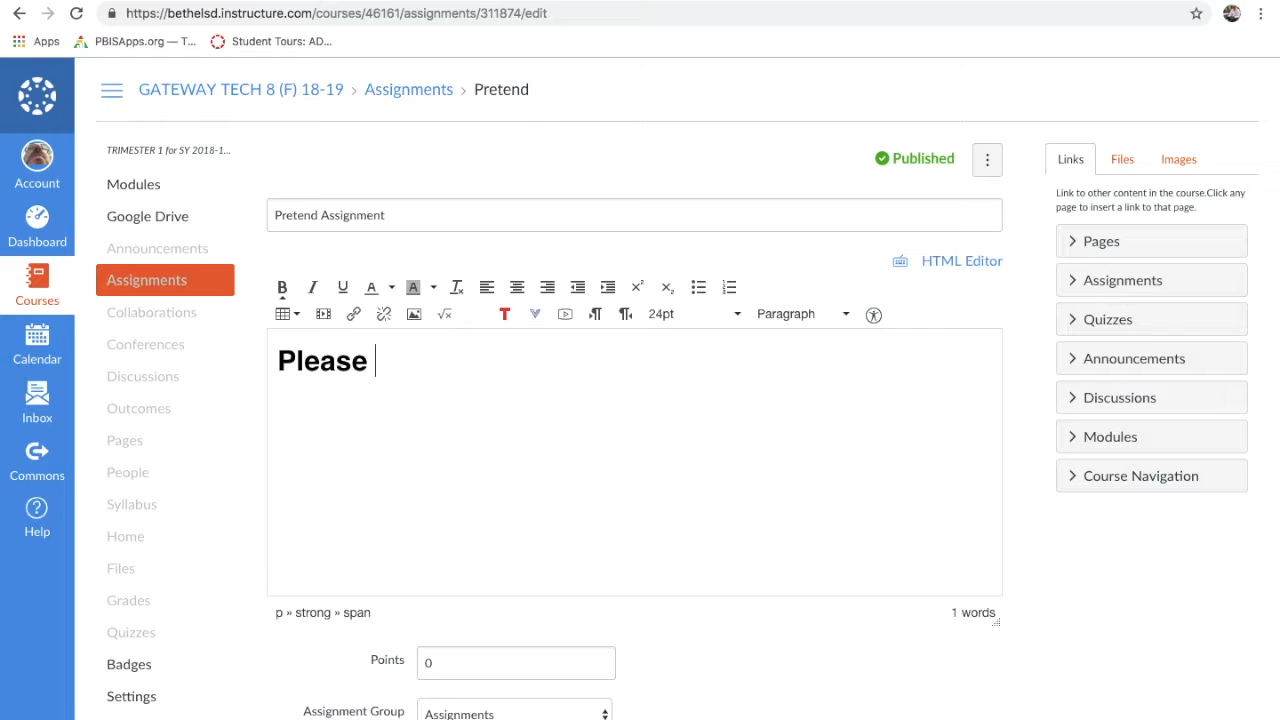 https://bethelsd.instructure.com/courses/46161/assignments/311874/edit
Apps PBISApps.org — T... Student Tours: AD...
GATEWAY TECH 8 (F) 18-19 › Assignments › Pretend
Account
Dashboard
Courses
Calendar
Inbox
Commons
Help
TRIMESTER 1 for SY 2018-1...
Modules
Google Drive
Announcements
Assignments
Collaborations
Conferences
Discussions
Outcomes
Pages
People
Syllabus
Home
Files
Grades
Quizzes
Badges
Settings
Published
Pretend Assignment
HTML Editor
24pt Paragraph
Please
p » strong » span 1 words
Points 0
Assignment Group Assignments
Links Files Images
Link to other content in the course.Click any
page to insert a link to that page.
Pages
Assignments
Quizzes
Announcements
Discussions
Modules
Course Navigation